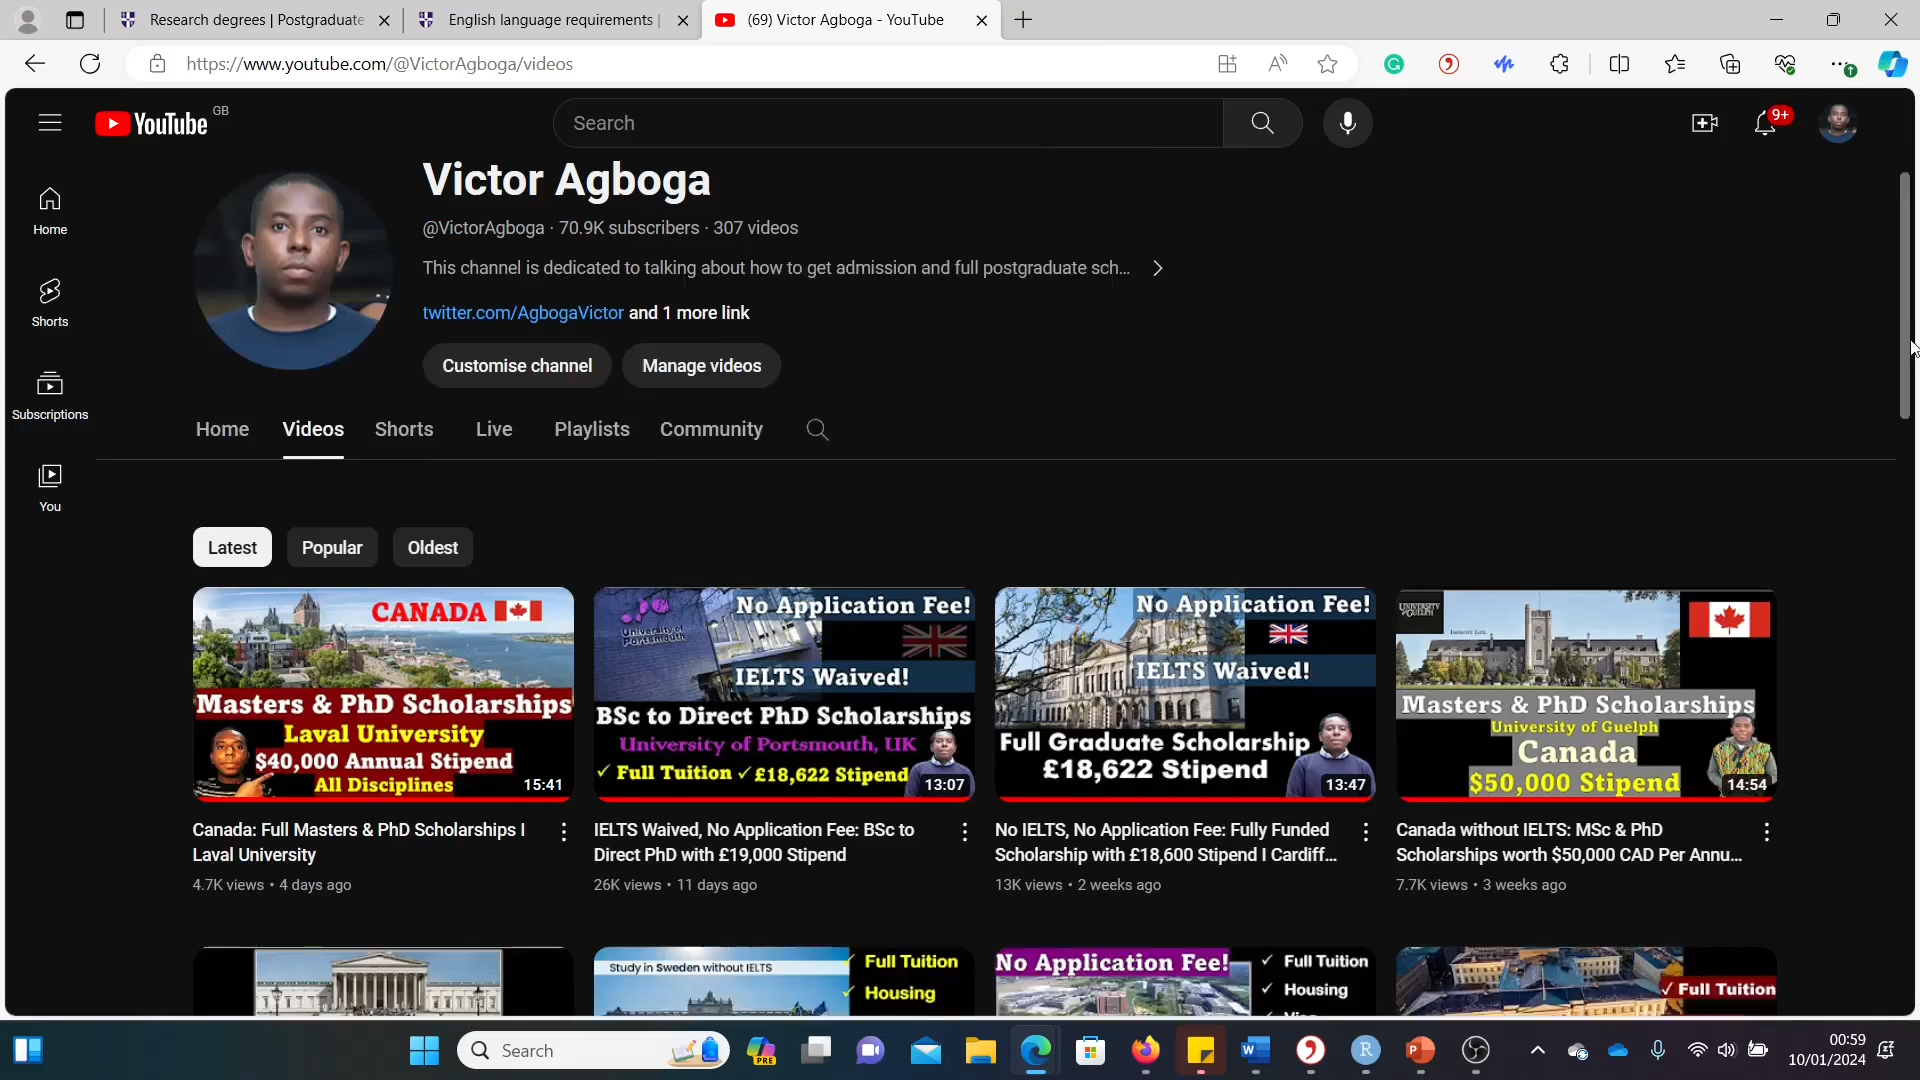 Research degrees | Postgraduate
English language requirements |
(69) Victor Agboga - YouTube
https://www.youtube.com/@VictorAgboga/videos
YouTube GB
Search
9+
Home
Shorts
Subscriptions
You
Victor Agboga
@VictorAgboga · 70.9K subscribers · 307 videos
This channel is dedicated to talking about how to get admission and full postgraduate sch...
twitter.com/AgbogaVictor and 1 more link
Customise channel
Manage videos
Home
Videos
Shorts
Live
Playlists
Community
Latest
Popular
Oldest
CANADA
Masters & PhD Scholarships
Laval University
$40,000 Annual Stipend
All Disciplines
15:41
Canada: Full Masters & PhD Scholarships I
Laval University
4.7K views • 4 days ago
No Application Fee!
University of
Portsmouth
IELTS Waived!
BSc to Direct PhD Scholarships
University of Portsmouth, UK
✓ Full Tuition ✓ £18,622 Stipend
13:07
IELTS Waived, No Application Fee: BSc to
Direct PhD with £19,000 Stipend
26K views • 11 days ago
No Application Fee!
IELTS Waived!
Full Graduate Scholarship
£18,622 Stipend
13:47
No IELTS, No Application Fee: Fully Funded
Scholarship with £18,600 Stipend I Cardiff...
13K views • 2 weeks ago
UNIVERSITY
of GUELPH
Masters & PhD Scholarships
University of Guelph
Canada
$50,000 Stipend
14:54
Canada without IELTS: MSc & PhD
Scholarships worth $50,000 CAD Per Annu...
7.7K views • 3 weeks ago
Study in Sweden without IELTS
✓ Full Tuition
✓ Housing
No Application Fee!
✓ Full Tuition
✓ Housing
✓ Full Tuition
Search
PRE
00:59
10/01/2024